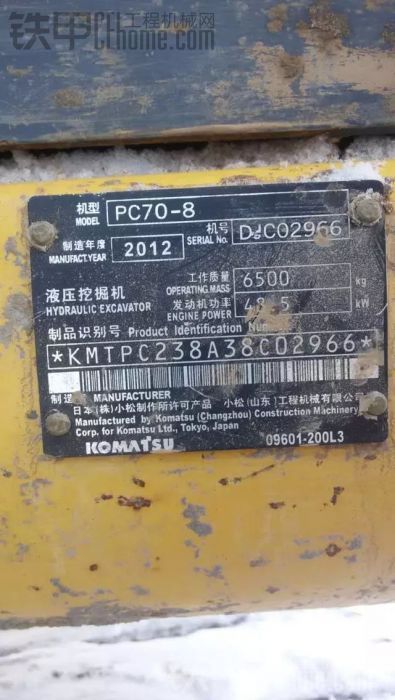 铁甲 工程机械网
Cehome.com
机型 MODEL PC70-8
机号 SERIAL No. DJC02966
制造年度 MANUFACT.YEAR 2012
液压挖掘机 HYDRAULIC EXCAVATOR
工作质量 OPERATING MASS 6500 kg
发动机功率 ENGINE POWER 48.5 kW
制品识别号 Product Identification
*KMTPC238A38C02966*
MANUFACTURER
日本(株)小松制作所许可产品 小松(山东)工程机械有限公司
Manufactured by Komatsu (Changzhou) Construction Machinery
Corp. for Komatsu Ltd., Tokyo, Japan
KOMATSU 09601-200L3